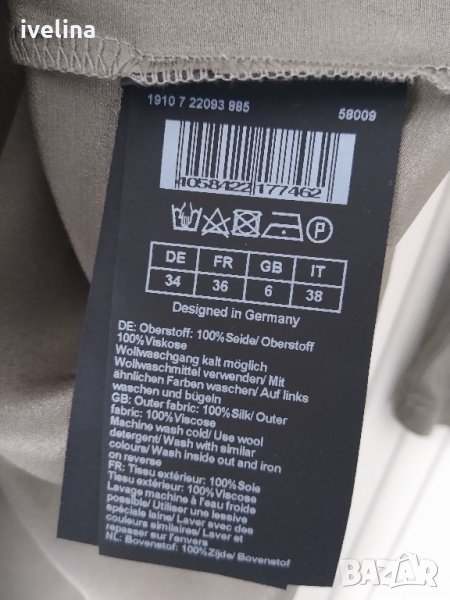 ivelina
1910 7 22093 885 58009
4058422 177462
P
DE FR GB IT
34 36 6 38
Designed in Germany
DE: Oberstoff: 100%Seide/ Oberstoff
100%Viskose
Wollwaschgang kalt möglich
Wollwaschmittel verwenden/ Mit
ähnlichen Farben waschen/ Auf links
waschen und bügeln
GB: Outer fabric: 100%Silk/ Outer
fabric: 100%Viscose
Machine wash cold/ Use wool
detergent/ Wash with similar
colours/ Wash inside out and iron
on reverse
FR: Tissu extérieur: 100%Soie
Tissu extérieur: 100%Viscose
Lavage machine à l'eau froide
possible/ Utiliser une lessive
spéciale laine/ Laver avec des
couleurs similaires/ Laver et
repasser sur l'envers
NL: Bovenstof: 100%Zijde/ Bovenstof
BAZAR